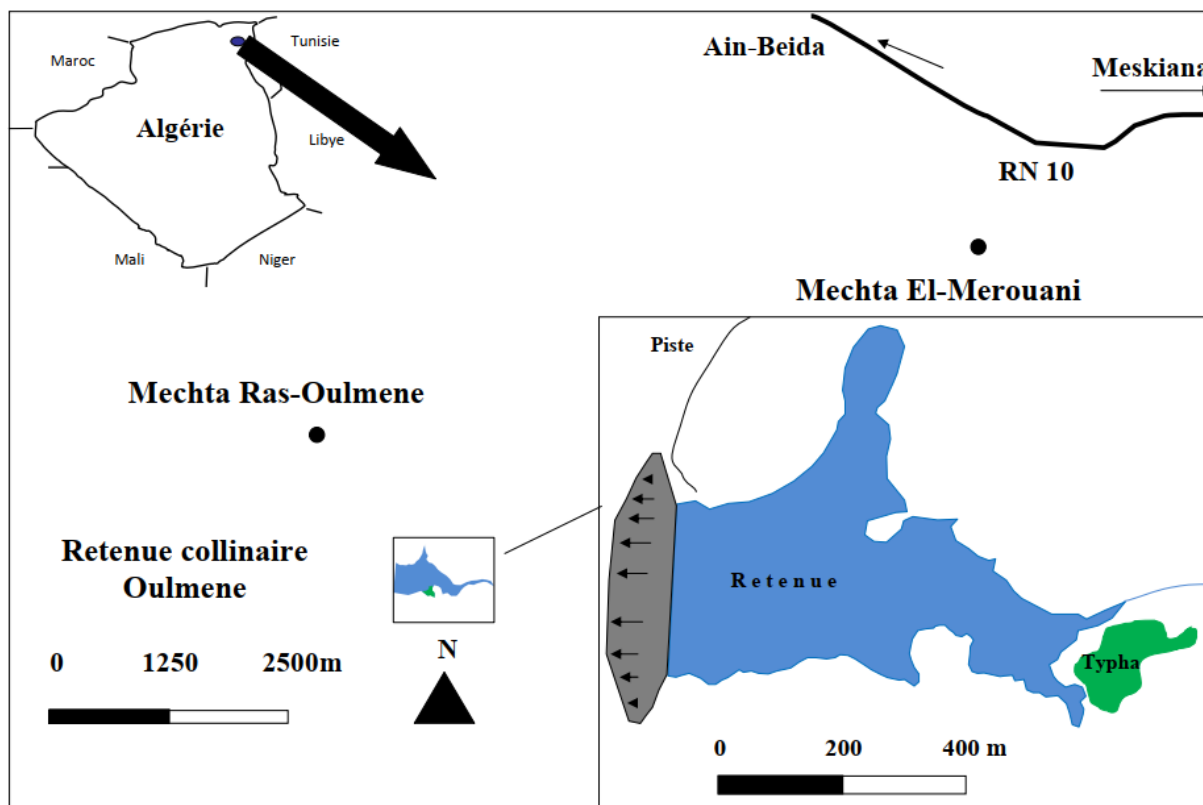 Maroc
Tunisie
Algérie
Libye
Mali
Niger
Ain-Beida
Meskiana
RN 10
Mechta El-Merouani
Mechta Ras-Oulmene
Retenue collinaire
Oulmene
0 1250 2500m
N
Piste
Retenue
Typha
0 200 400 m